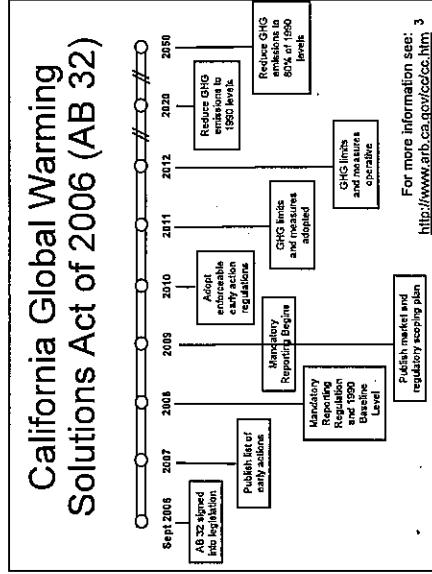 California Global Warming
Solutions Act of 2006 (AB 32)
Sept 2006
2007
2008
2009
2010
2011
2012
2020
2050
AB 32 signed
into legislation
Publish list of
early actions
Mandatory
Reporting
Regulation
and 1990
Baseline
Level
Mandatory
Reporting Begins
Publish market and
regulatory scoping plan
Adopt
enforceable
early action
regulations
GHG limits
and measures
adopted
GHG limits
and measures
operative
Reduce GHG
emissions to
1990 levels
Reduce GHG
emissions to
80% of 1990
levels
For more information see:
http://www.arb.ca.gov/cc/cc.htm
3